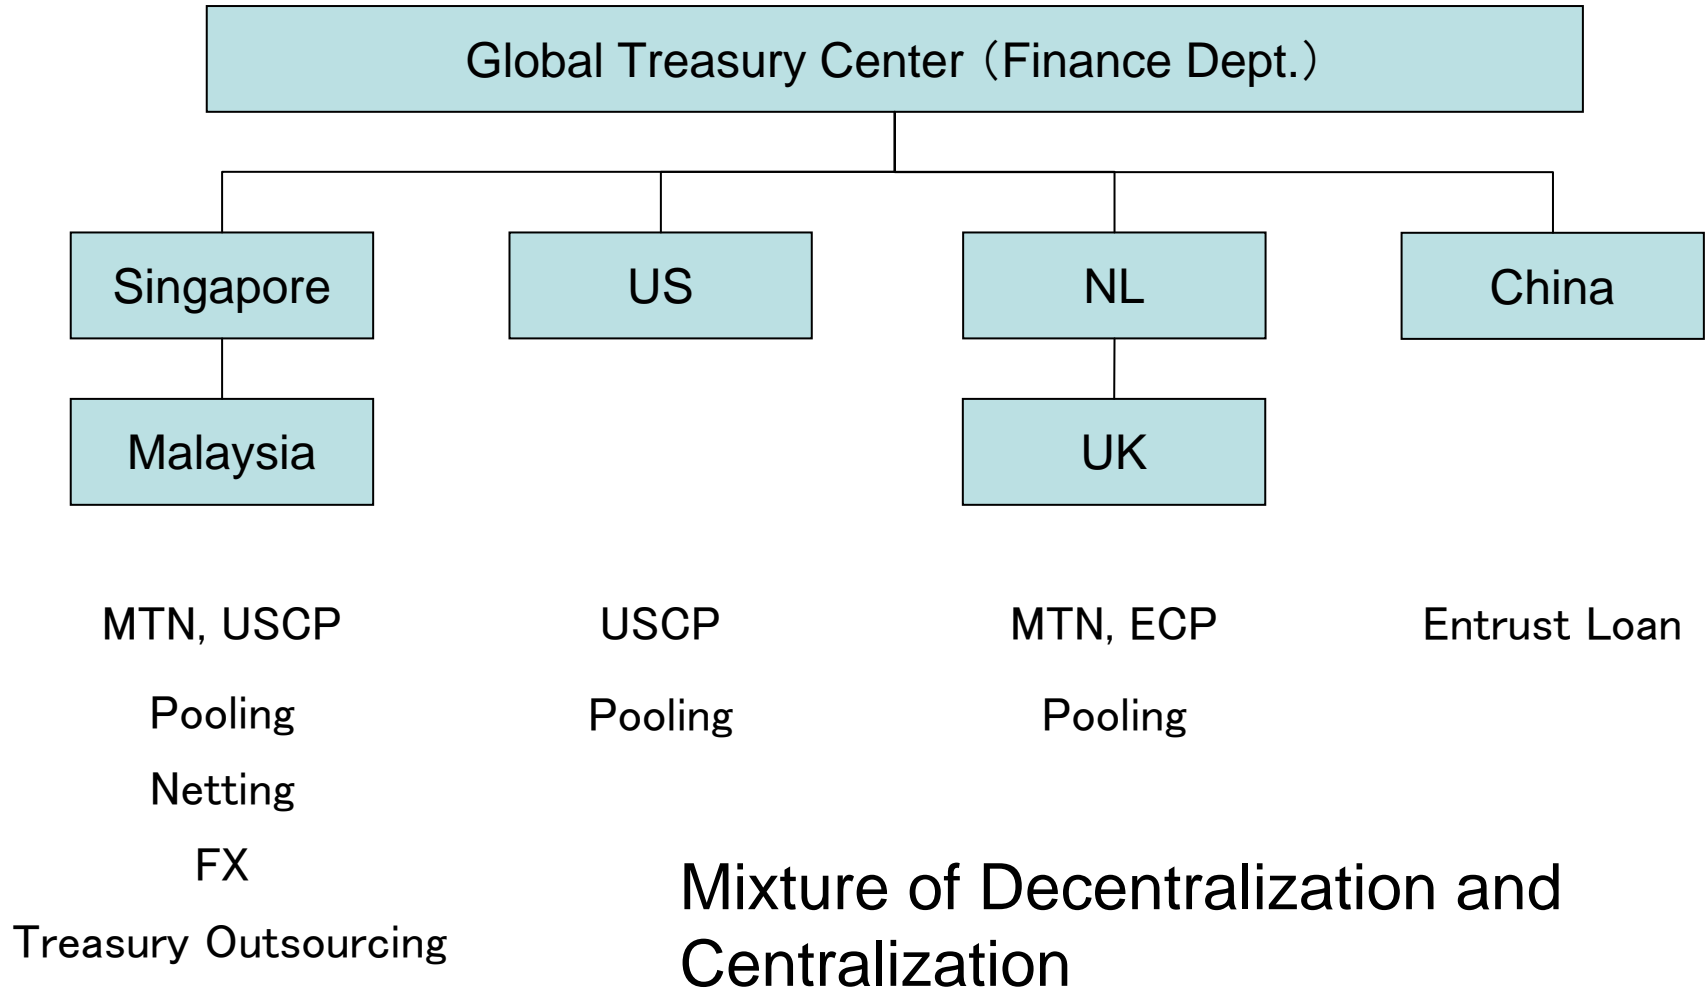 Global Treasury Center（Finance Dept.）
Singapore
US
NL
China
Malaysia
UK
MTN, USCP
USCP
MTN, ECP
Entrust Loan
Pooling
Pooling
Pooling
Netting
FX
Treasury Outsourcing
Mixture of Decentralization and
Centralization